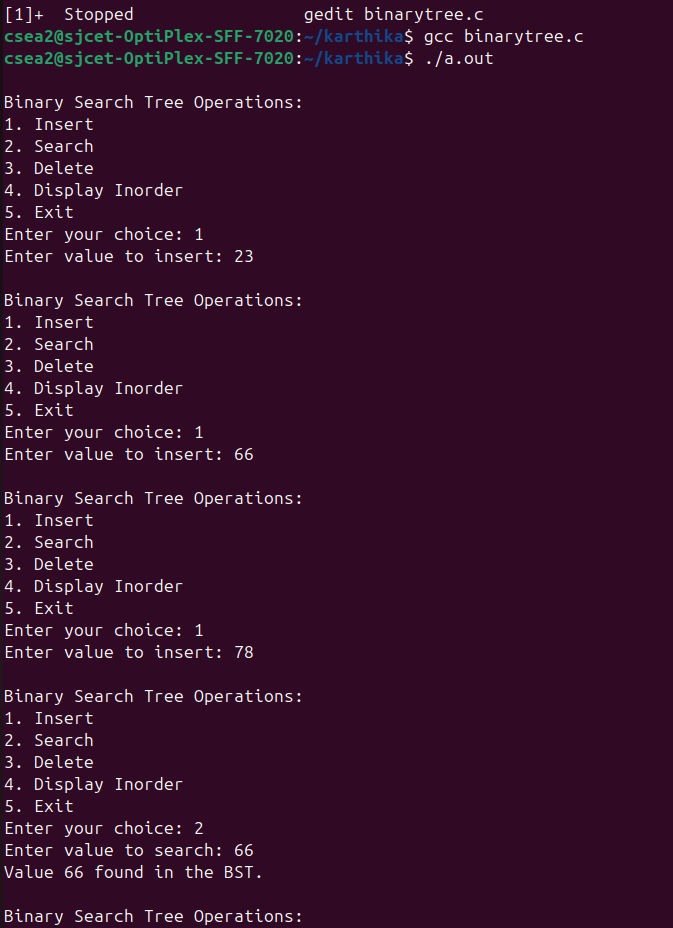 [1]+  Stopped                 gedit binarytree.c
csea2@sjcet-OptiPlex-SFF-7020:~/karthika$ gcc binarytree.c
csea2@sjcet-OptiPlex-SFF-7020:~/karthika$ ./a.out

Binary Search Tree Operations:
1. Insert
2. Search
3. Delete
4. Display Inorder
5. Exit
Enter your choice: 1
Enter value to insert: 23

Binary Search Tree Operations:
1. Insert
2. Search
3. Delete
4. Display Inorder
5. Exit
Enter your choice: 1
Enter value to insert: 66

Binary Search Tree Operations:
1. Insert
2. Search
3. Delete
4. Display Inorder
5. Exit
Enter your choice: 1
Enter value to insert: 78

Binary Search Tree Operations:
1. Insert
2. Search
3. Delete
4. Display Inorder
5. Exit
Enter your choice: 2
Enter value to search: 66
Value 66 found in the BST.

Binary Search Tree Operations: